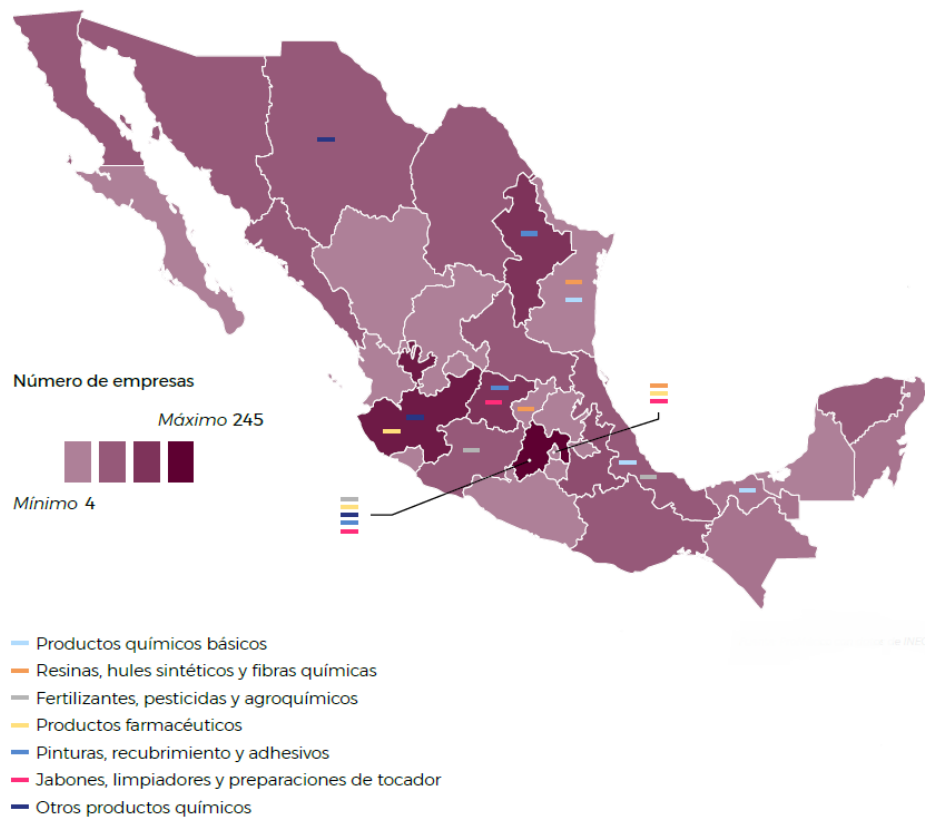 Número de empresas
Máximo 245
Mínimo 4
Productos químicos básicos
Resinas, hules sintéticos y fibras químicas
Fertilizantes, pesticidas y agroquímicos
Productos farmacéuticos
Pinturas, recubrimiento y adhesivos
Jabones, limpiadores y preparaciones de tocador
Otros productos químicos